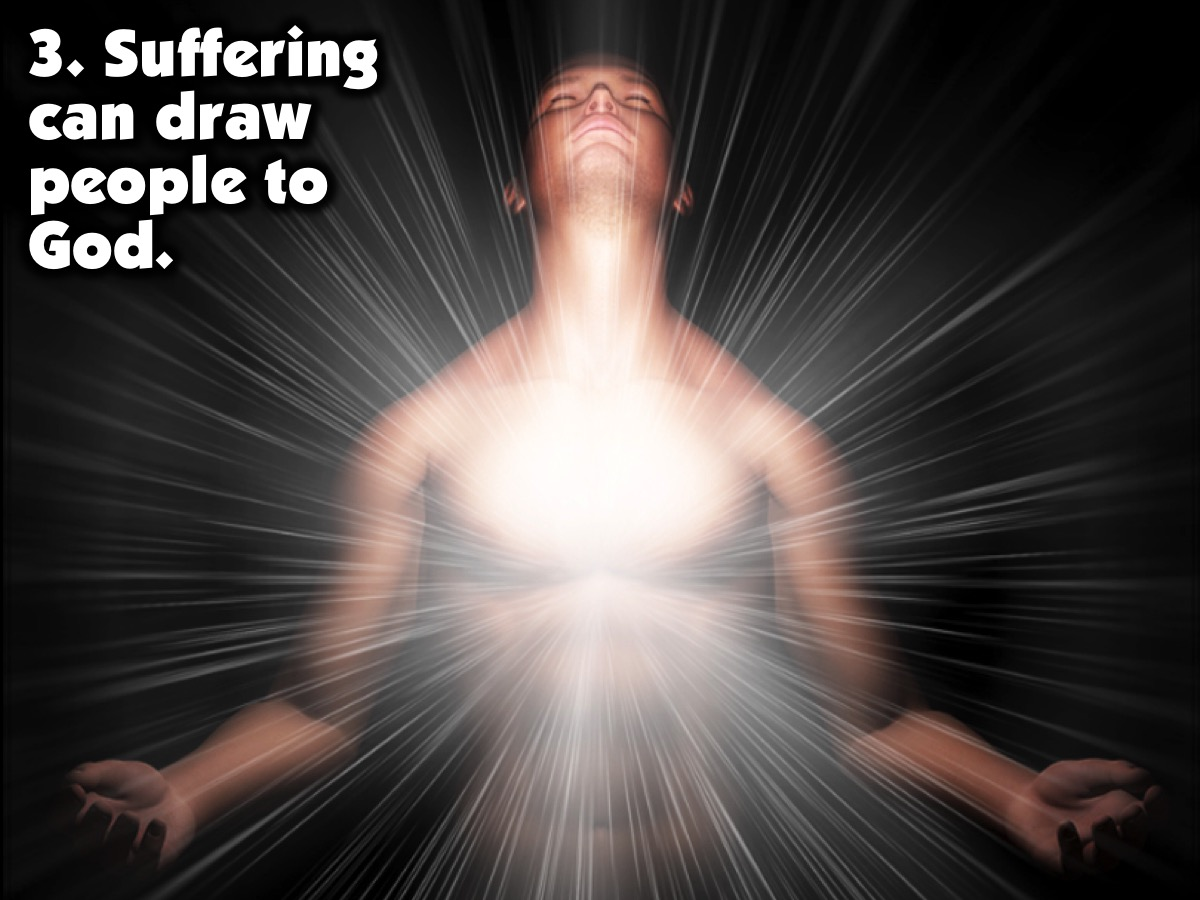 3. Suffering
can draw
people to
God.